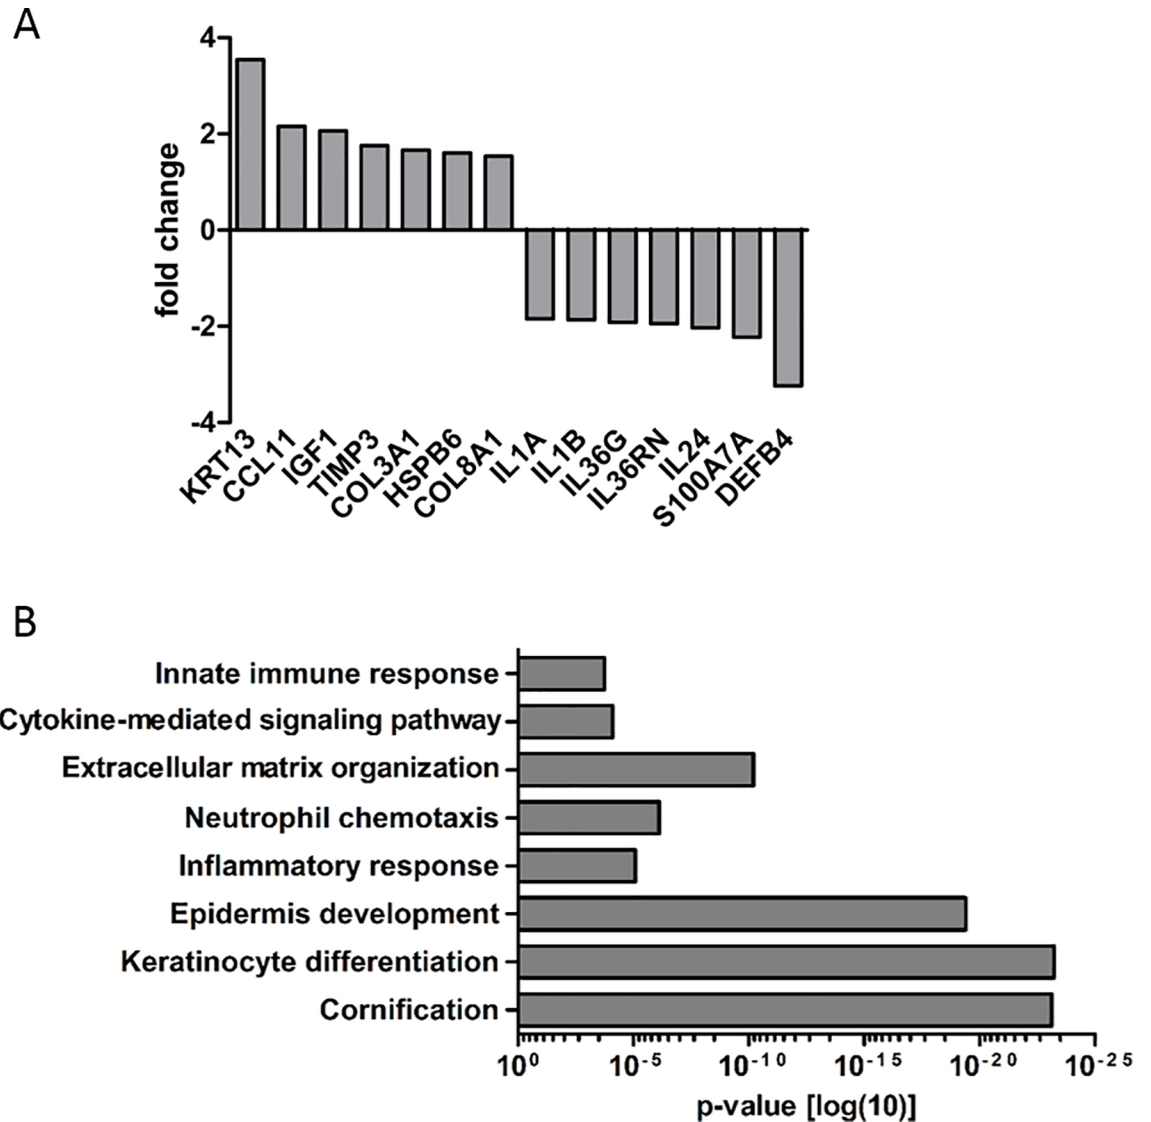 A
4
2
0
-2
-4
fold change
KRT13
CCL11
IGF1
TIMP3
COL3A1
HSPB6
COL8A1
IL1A
IL1B
IL36G
IL36RN
IL24
S100A7A
DEFB4
B
Innate immune response
Cytokine-mediated signaling pathway
Extracellular matrix organization
Neutrophil chemotaxis
Inflammatory response
Epidermis development
Keratinocyte differentiation
Cornification
10⁰ 10⁻⁵ 10⁻¹⁰ 10⁻¹⁵ 10⁻²⁰ 10⁻²⁵
p-value [log(10)]